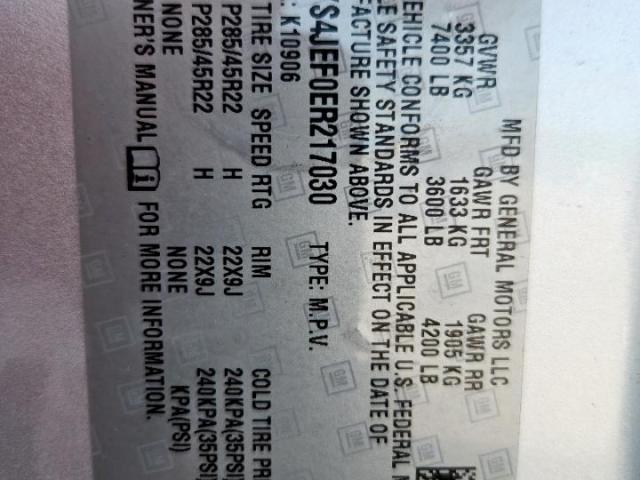 MFD BY GENERAL MOTORS LLC
GVWR GAWR FRT GAWR RR
3357 KG 1633 KG 1905 KG
7400 LB 3600 LB 4200 LB
EHICLE CONFORMS TO ALL APPLICABLE U.S. FEDERAL M
E SAFETY STANDARDS IN EFFECT ON THE DATE OF
FACTURE SHOWN ABOVE.
S4JEF0ER217030 TYPE: M.P.V.
: K10906
TIRE SIZE SPEED RTG RIM COLD TIRE PR
P285/45R22 H 22X9J 240KPA(35PSI)
P285/45R22 H 22X9J 240KPA(35PSI)
NONE NONE KPA(PSI)
NER'S MANUAL FOR MORE INFORMATION.
GM